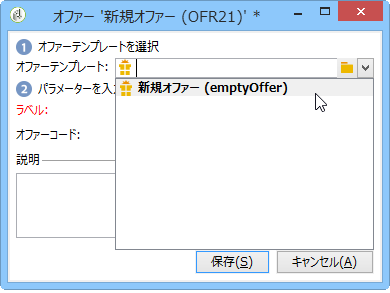 オファー '新規オファー (OFR21)' *
1 オファーテンプレートを選択
オファーテンプレート:
2 パラメーターを入
新規オファー (emptyOffer)
ラベル:
オファーコード:
説明
保存(S) キャンセル(A)